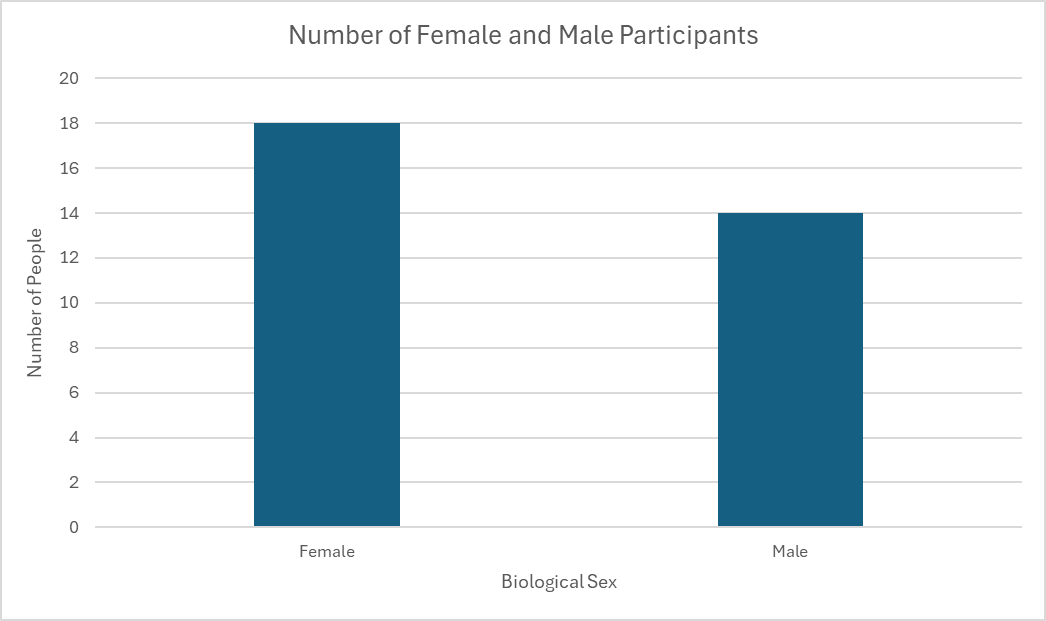 Number of Female and Male Participants
20
18
16
14
12
10
8
6
4
2
0
Number of People
Female Male
Biological Sex